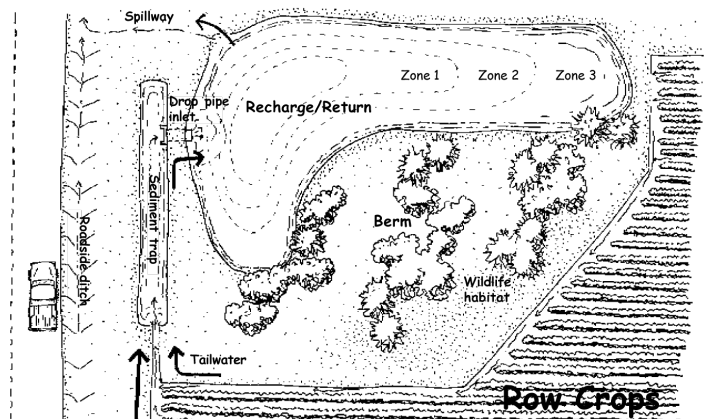 Spillway
Zone 1
Zone 2
Zone 3
Drop pipe
inlet
Recharge/Return
Sediment trap
Roadside ditch
Berm
Wildlife
habitat
Tailwater
Row Crops